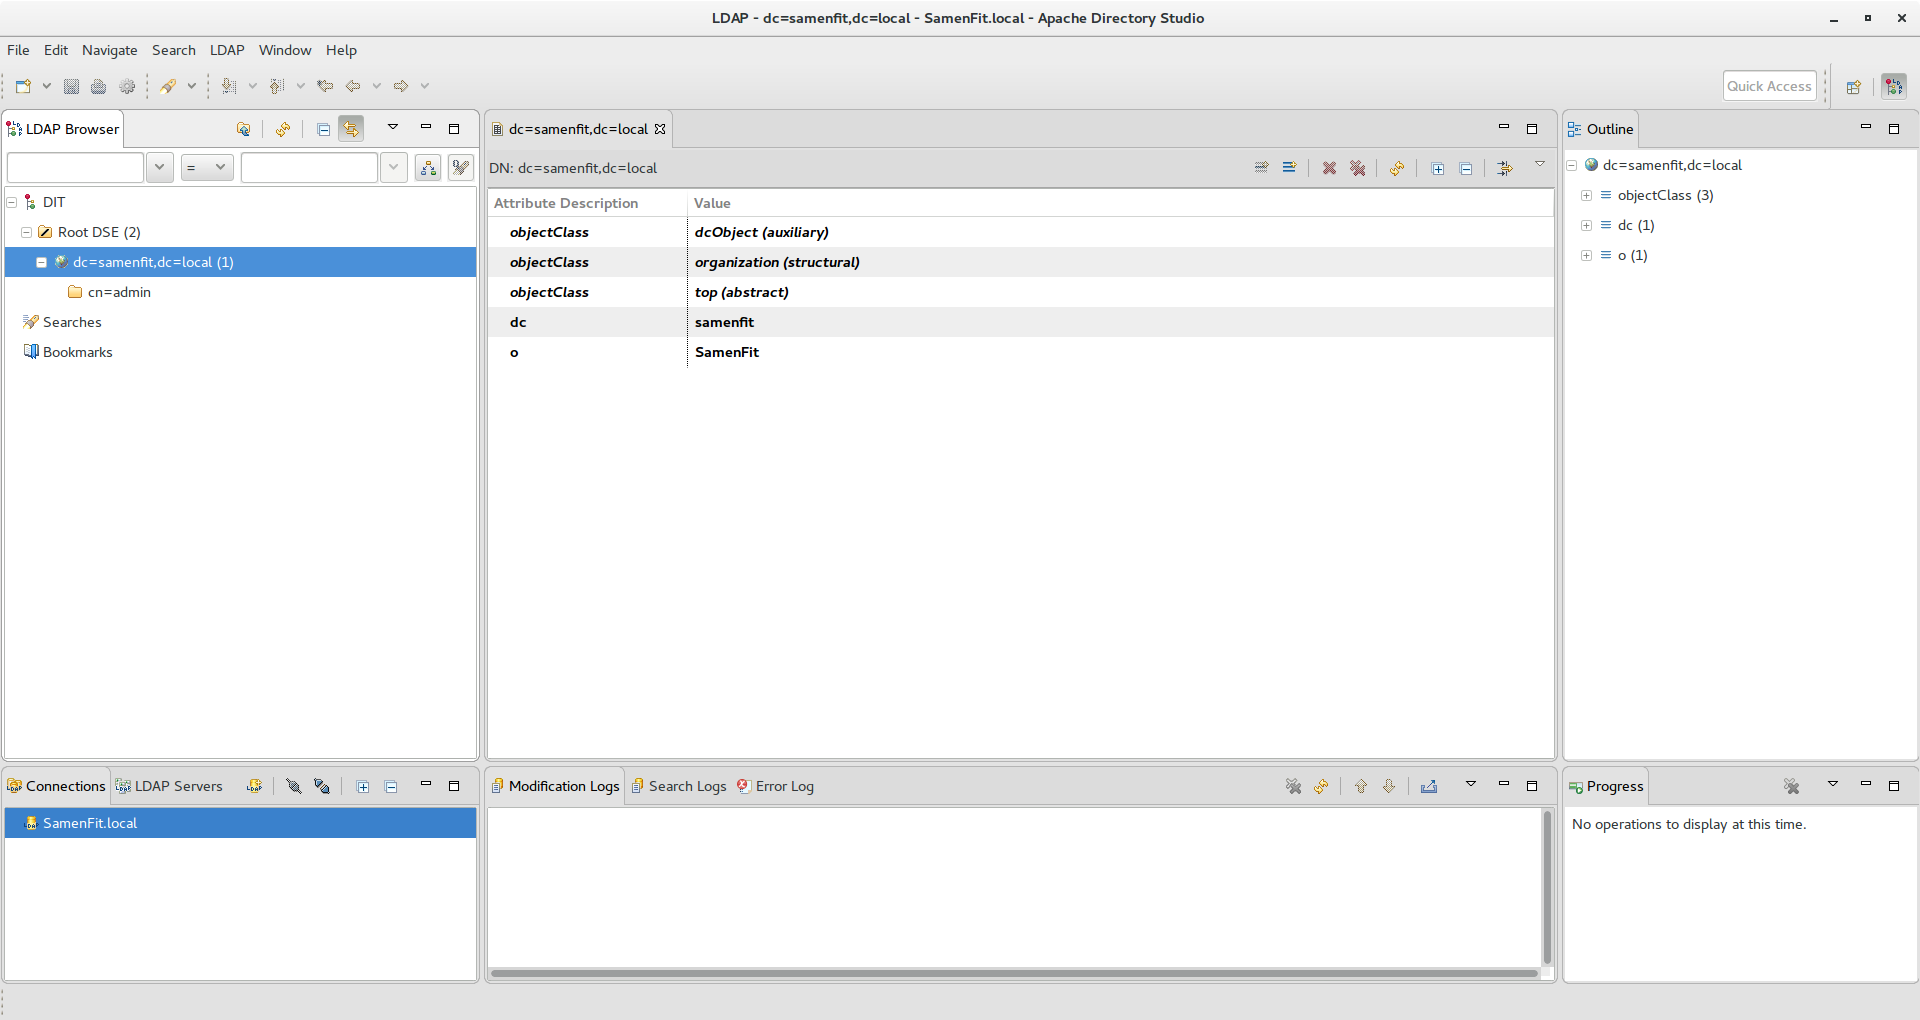 LDAP - dc=samenfit,dc=local - SamenFit.local - Apache Directory Studio
File Edit Navigate Search LDAP Window Help
Quick Access
LDAP Browser
=
DIT
Root DSE (2)
dc=samenfit,dc=local (1)
cn=admin
Searches
Bookmarks
dc=samenfit,dc=local
DN: dc=samenfit,dc=local
Attribute Description Value
objectClass dcObject (auxiliary)
objectClass organization (structural)
objectClass top (abstract)
dc samenfit
o SamenFit
Outline
dc=samenfit,dc=local
objectClass (3)
dc (1)
o (1)
Connections LDAP Servers
SamenFit.local
Modification Logs Search Logs Error Log
Progress
No operations to display at this time.